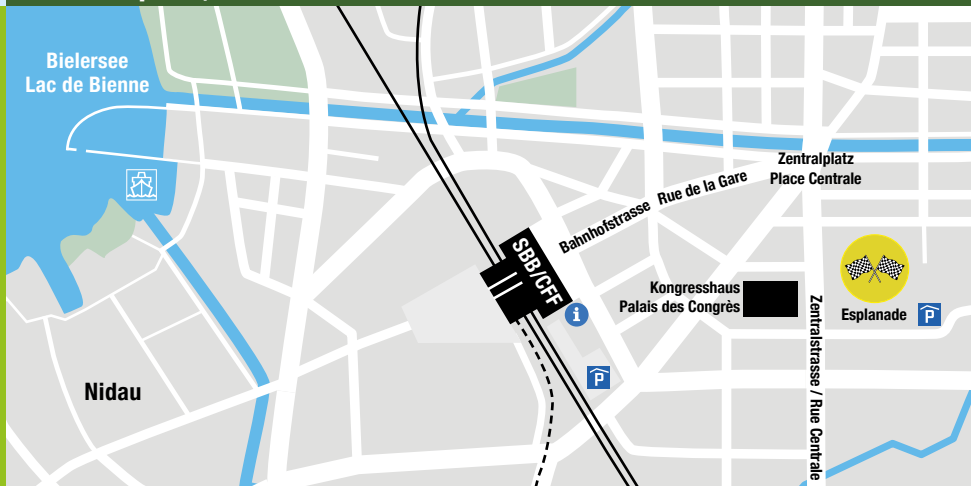 Bielersee
Lac de Bienne
Zentralplatz
Place Centrale
Bahnhofstrasse Rue de la Gare
SBB/CFF
i
Kongresshaus
Palais des Congrès
Esplanade
P
P
Zentralstrasse / Rue Centrale
Nidau